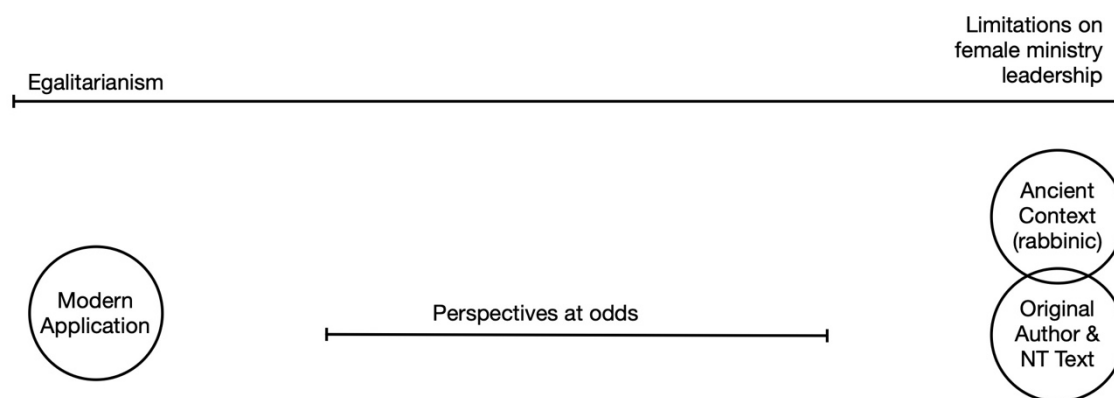 Limitations on
female ministry
leadership
Egalitarianism
Ancient
Context
(rabbinic)
Modern
Application
Perspectives at odds
Original
Author &
NT Text